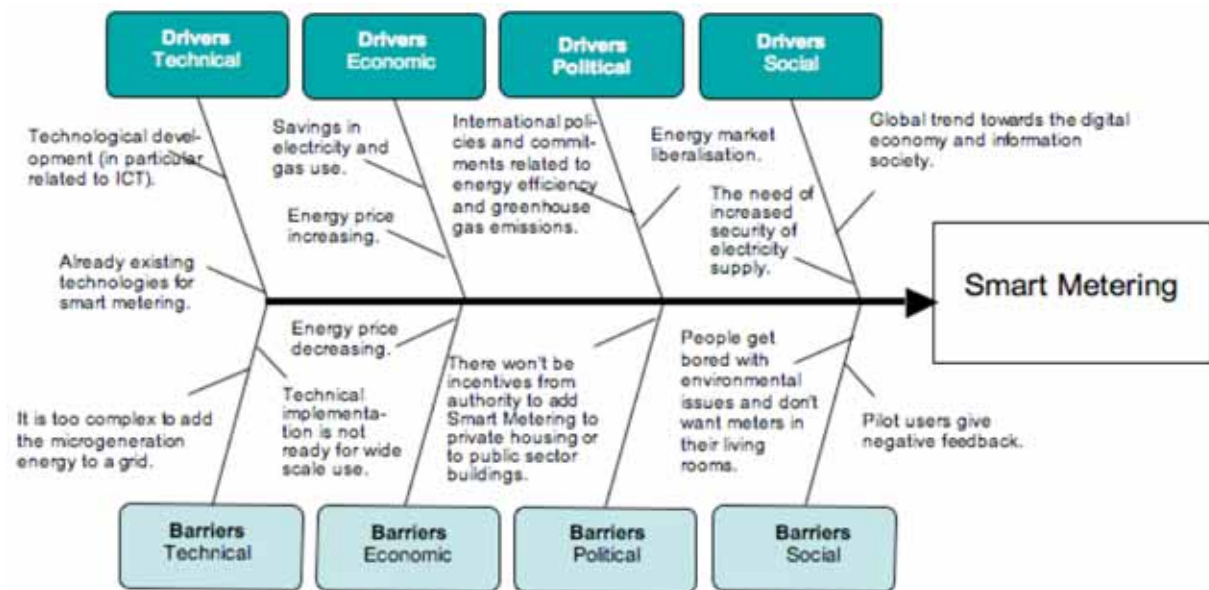 Drivers
Technical
Drivers
Economic
Drivers
Political
Drivers
Social
Technological devel-
opment (in particular
related to ICT).
Already existing
technologies for
smart metering.
Savings in
electricity and
gas use.
Energy price
increasing.
International poli-
cies and commit-
ments related to
energy efficiency
and greenhouse
gas emissions.
Energy market
liberalisation.
The need of
increased
security of
electricity
supply.
Global trend towards the digital
economy and information
society.
Smart Metering
It is too complex to add
the microgeneration
energy to a grid.
Technical
implementa-
tion is not
ready for wide
scale use.
Energy price
decreasing.
There won't be
incentives from
authority to add
Smart Metering to
private housing or
to public sector
buildings.
People get
bored with
environmental
issues and don't
want meters in
their living
rooms.
Pilot users give
negative feedback.
Barriers
Technical
Barriers
Economic
Barriers
Political
Barriers
Social